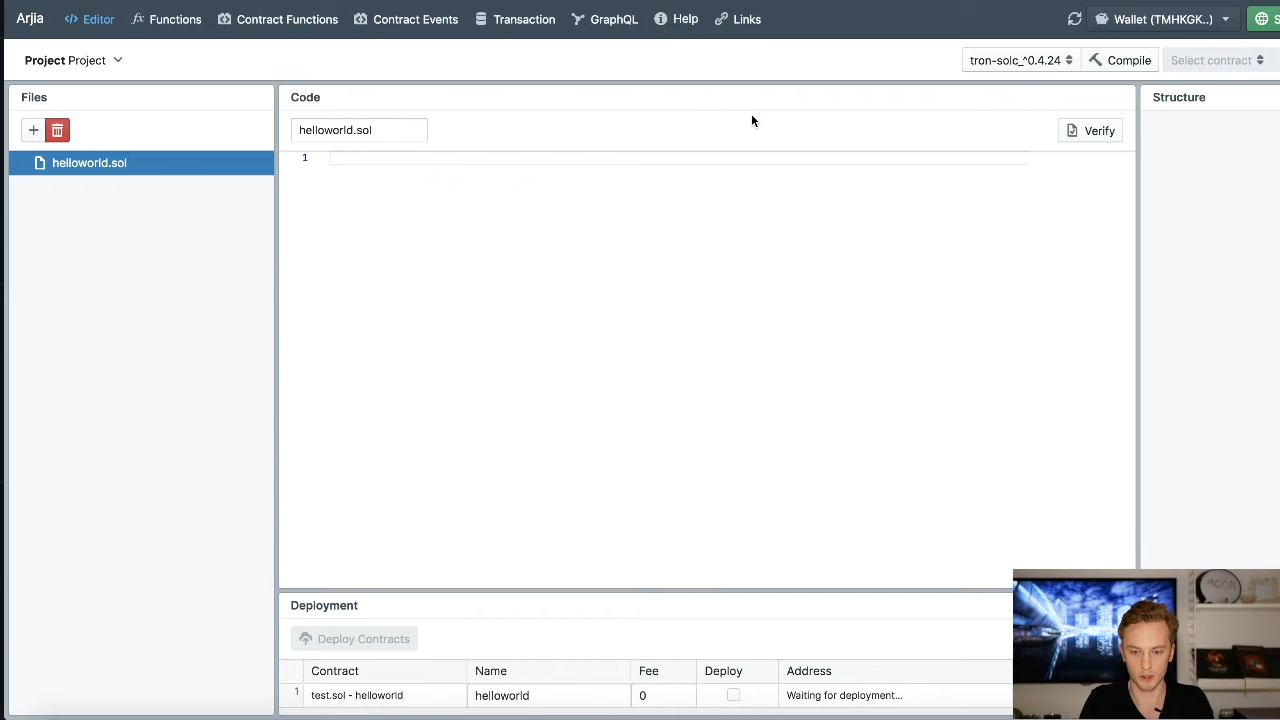 Arjia Editor Functions Contract Functions Contract Events Transaction GraphQL Help Links Wallet (TMHKGK..)
Project Project tron-solc_^0.4.24 Compile Select contract
Files Code Structure
helloworld.sol Verify
helloworld.sol
1
Deployment
Deploy Contracts
Contract Name Fee Deploy Address
1 test.sol - helloworld helloworld 0 Waiting for deployment...
MOON